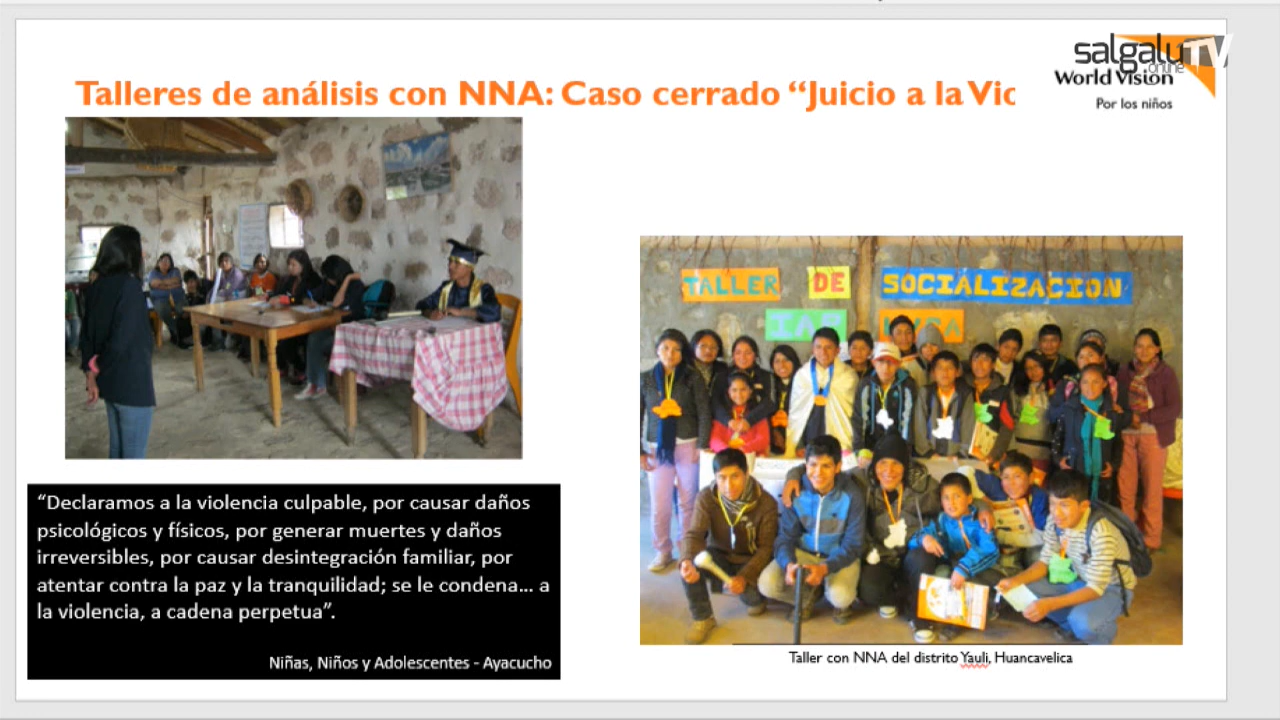 salgaluTV
online
World Vision
Por los niños
Talleres de análisis con NNA: Caso cerrado “Juicio a la Vic
TALLER DE SOCIALIZACION
IAP
“Declaramos a la violencia culpable, por causar daños
psicológicos y físicos, por generar muertes y daños
irreversibles, por causar desintegración familiar, por
atentar contra la paz y la tranquilidad; se le condena... a
la violencia, a cadena perpetua”.
Niñas, Niños y Adolescentes - Ayacucho
Taller con NNA del distrito Yauli, Huancavelica